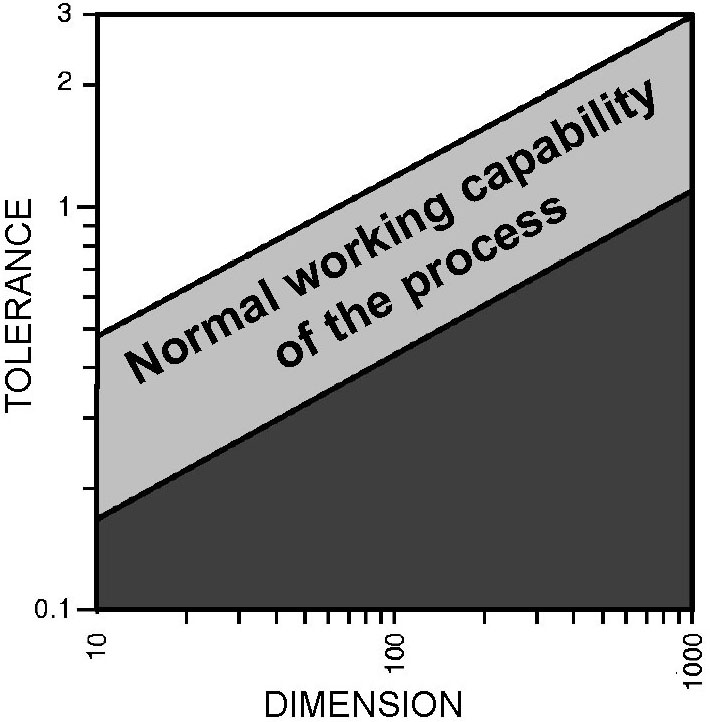 3
2
1
0.1
TOLERANCE
Normal working capability
of the process
10
100
1000
DIMENSION